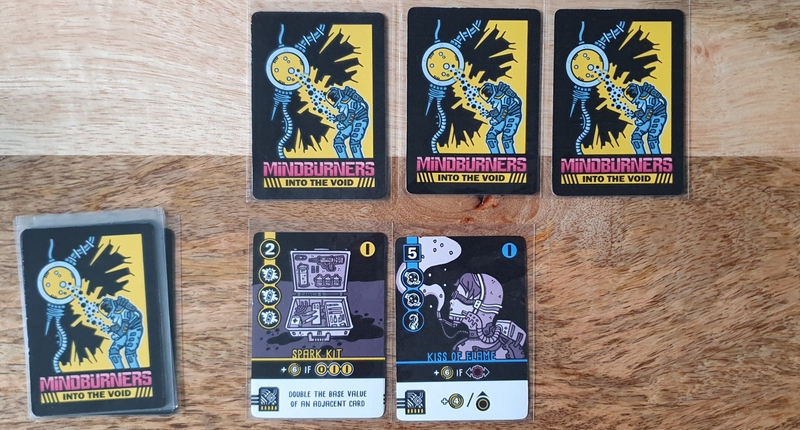 MINDBURNERS
INTO THE VOID
MINDBURNERS
INTO THE VOID
MINDBURNERS
INTO THE VOID
MINDBURNERS
INTO THE VOID
2
I
SPARK KIT
+ 6 IF I I I
DOUBLE THE BASE VALUE
OF AN ADJACENT CARD
5
I
KISS OF FLAME
+ 6 IF
+ 4 /